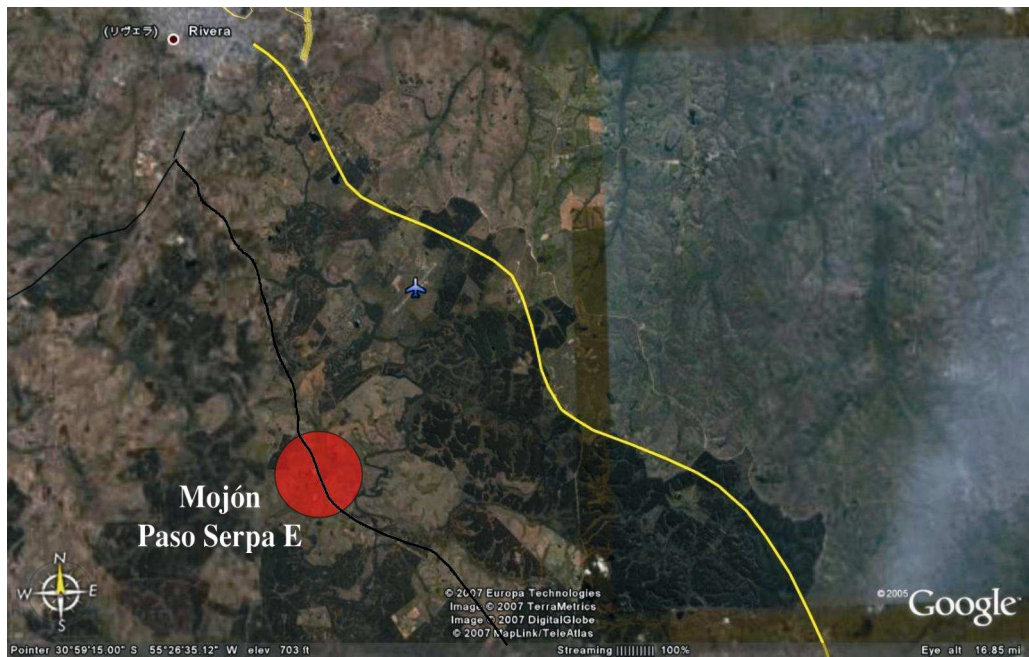 (リヴェラ) Rivera
Mojón
Paso Serpa E
N
W E
S
© 2007 Europa Technologies
Image © 2007 TerraMetrics
Image © 2007 DigitalGlobe
© 2007 MapLink/TeleAtlas
© 2005 Google™
Pointer 30°59'15.00" S 55°26'35.12" W elev 703 ft Streaming |||||||||| 100% Eye alt 16.85 mi